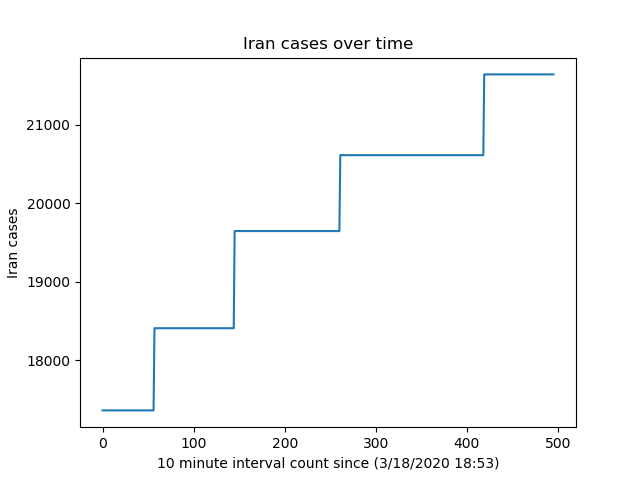 Iran cases over time
Iran cases
21000
20000
19000
18000
0 100 200 300 400 500
10 minute interval count since (3/18/2020 18:53)